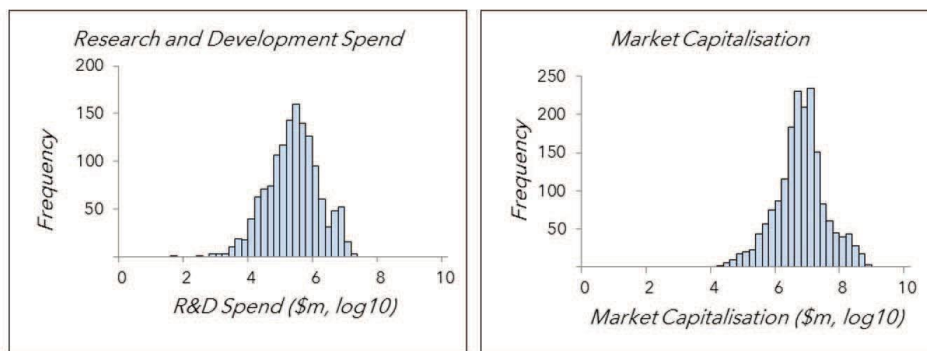 Research and Development Spend
200
150
100
50
Frequency
0 2 4 6 8 10
R&D Spend ($m, log10)
Market Capitalisation
250
200
150
100
50
Frequency
0 2 4 6 8 10
Market Capitalisation ($m, log10)